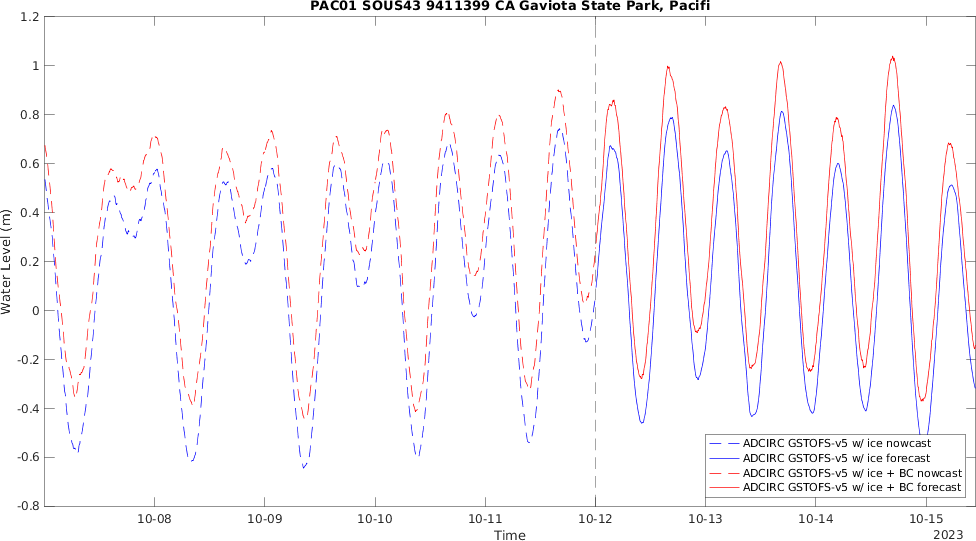 PAC01 SOUS43 9411399 CA Gaviota State Park, Pacifi
1.2
1
0.8
0.6
0.4
0.2
0
-0.2
-0.4
-0.6
-0.8
Water Level (m)
ADCIRC GSTOFS-v5 w/ ice nowcast
ADCIRC GSTOFS-v5 w/ ice forecast
ADCIRC GSTOFS-v5 w/ ice + BC nowcast
ADCIRC GSTOFS-v5 w/ ice + BC forecast
10-08 10-09 10-10 10-11 10-12 10-13 10-14 10-15
Time
2023